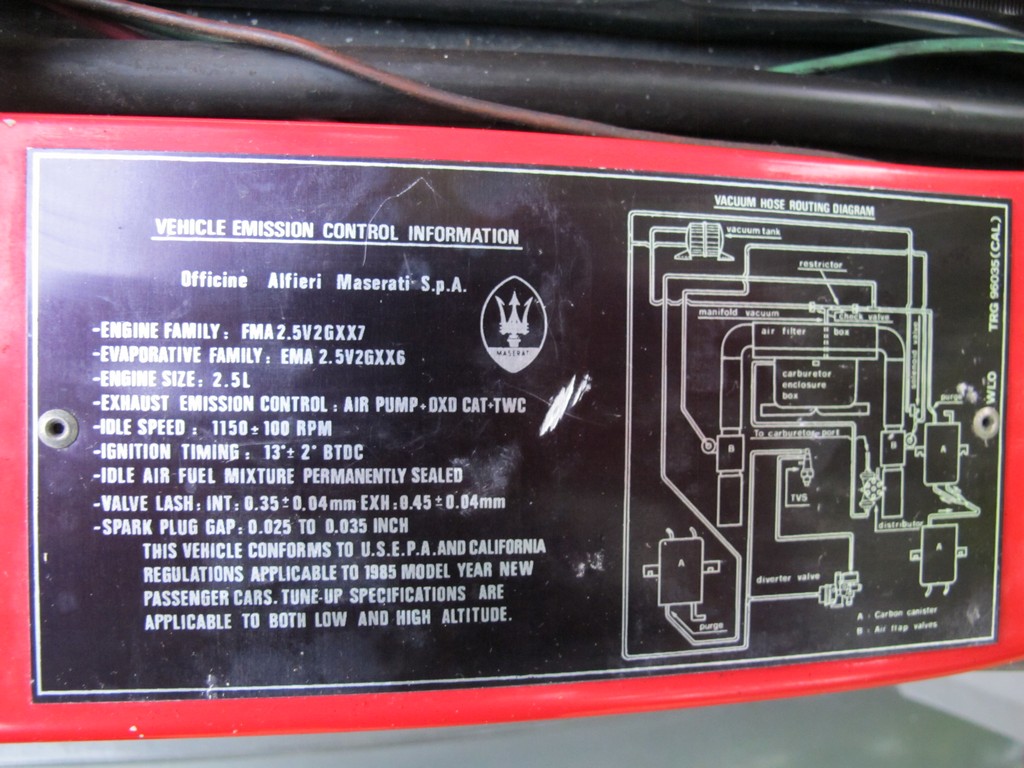 VEHICLE EMISSION CONTROL INFORMATION
Officine Alfieri Maserati S.p.A.
MASERATI
-ENGINE FAMILY: FMA2.5V2GXX7
-EVAPORATIVE FAMILY: EMA 2.5V2GXX6
-ENGINE SIZE: 2.5L
-EXHAUST EMISSION CONTROL: AIR PUMP+OXD CAT+TWC
-IDLE SPEED: 1150±100 RPM
-IGNITION TIMING: 13°± 2° BTDC
-IDLE AIR FUEL MIXTURE PERMANENTLY SEALED
-VALVE LASH: INT: 0.35±0.04mm EXH: 0.45±0.04mm
-SPARK PLUG GAP: 0.025 TO 0.035 INCH
THIS VEHICLE CONFORMS TO U.S.E.P.A. AND CALIFORNIA
REGULATIONS APPLICABLE TO 1985 MODEL YEAR NEW
PASSENGER CARS. TUNE-UP SPECIFICATIONS ARE
APPLICABLE TO BOTH LOW AND HIGH ALTITUDE.
VACUUM HOSE ROUTING DIAGRAM
vacuum tank
restrictor
manifold vacuum
check valve
air filter box
carburetor
enclosure
box
purge
To carburetor port
B
B
A
TVS
distributor
A
A
diverter valve
purge
A - Carbon canister
B - Air flap valves
TRG 96035(CAL)
WLO